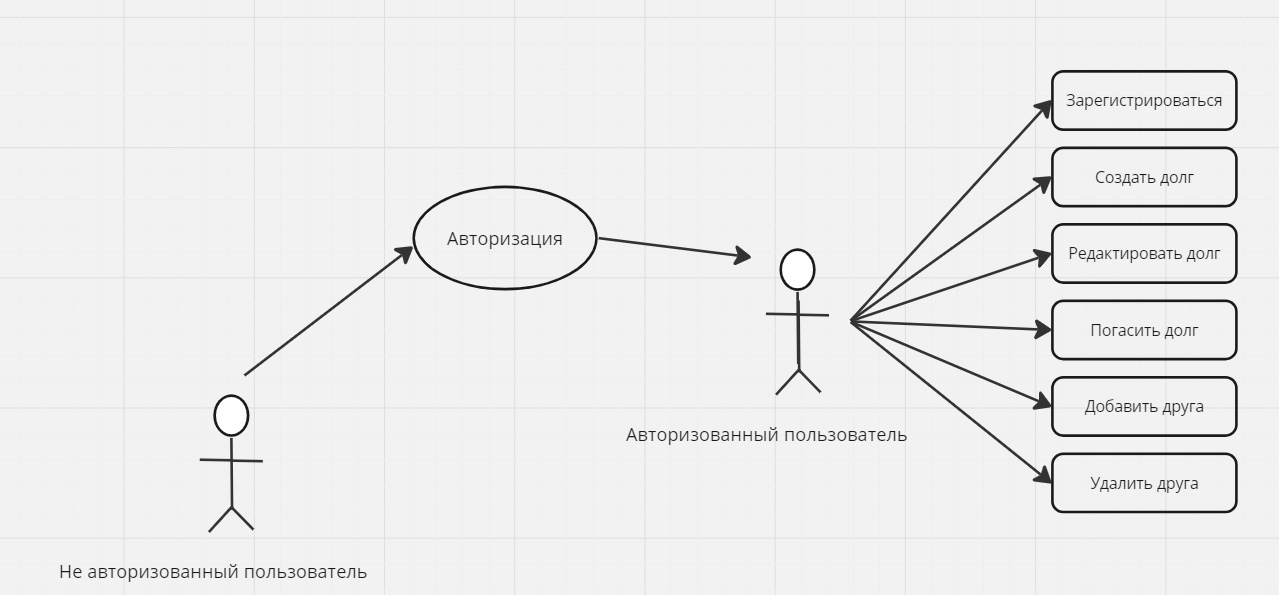 Зарегистрироваться
Создать долг
Авторизация
Редактировать долг
Погасить долг
Добавить друга
Авторизованный пользователь
Удалить друга
Не авторизованный пользователь